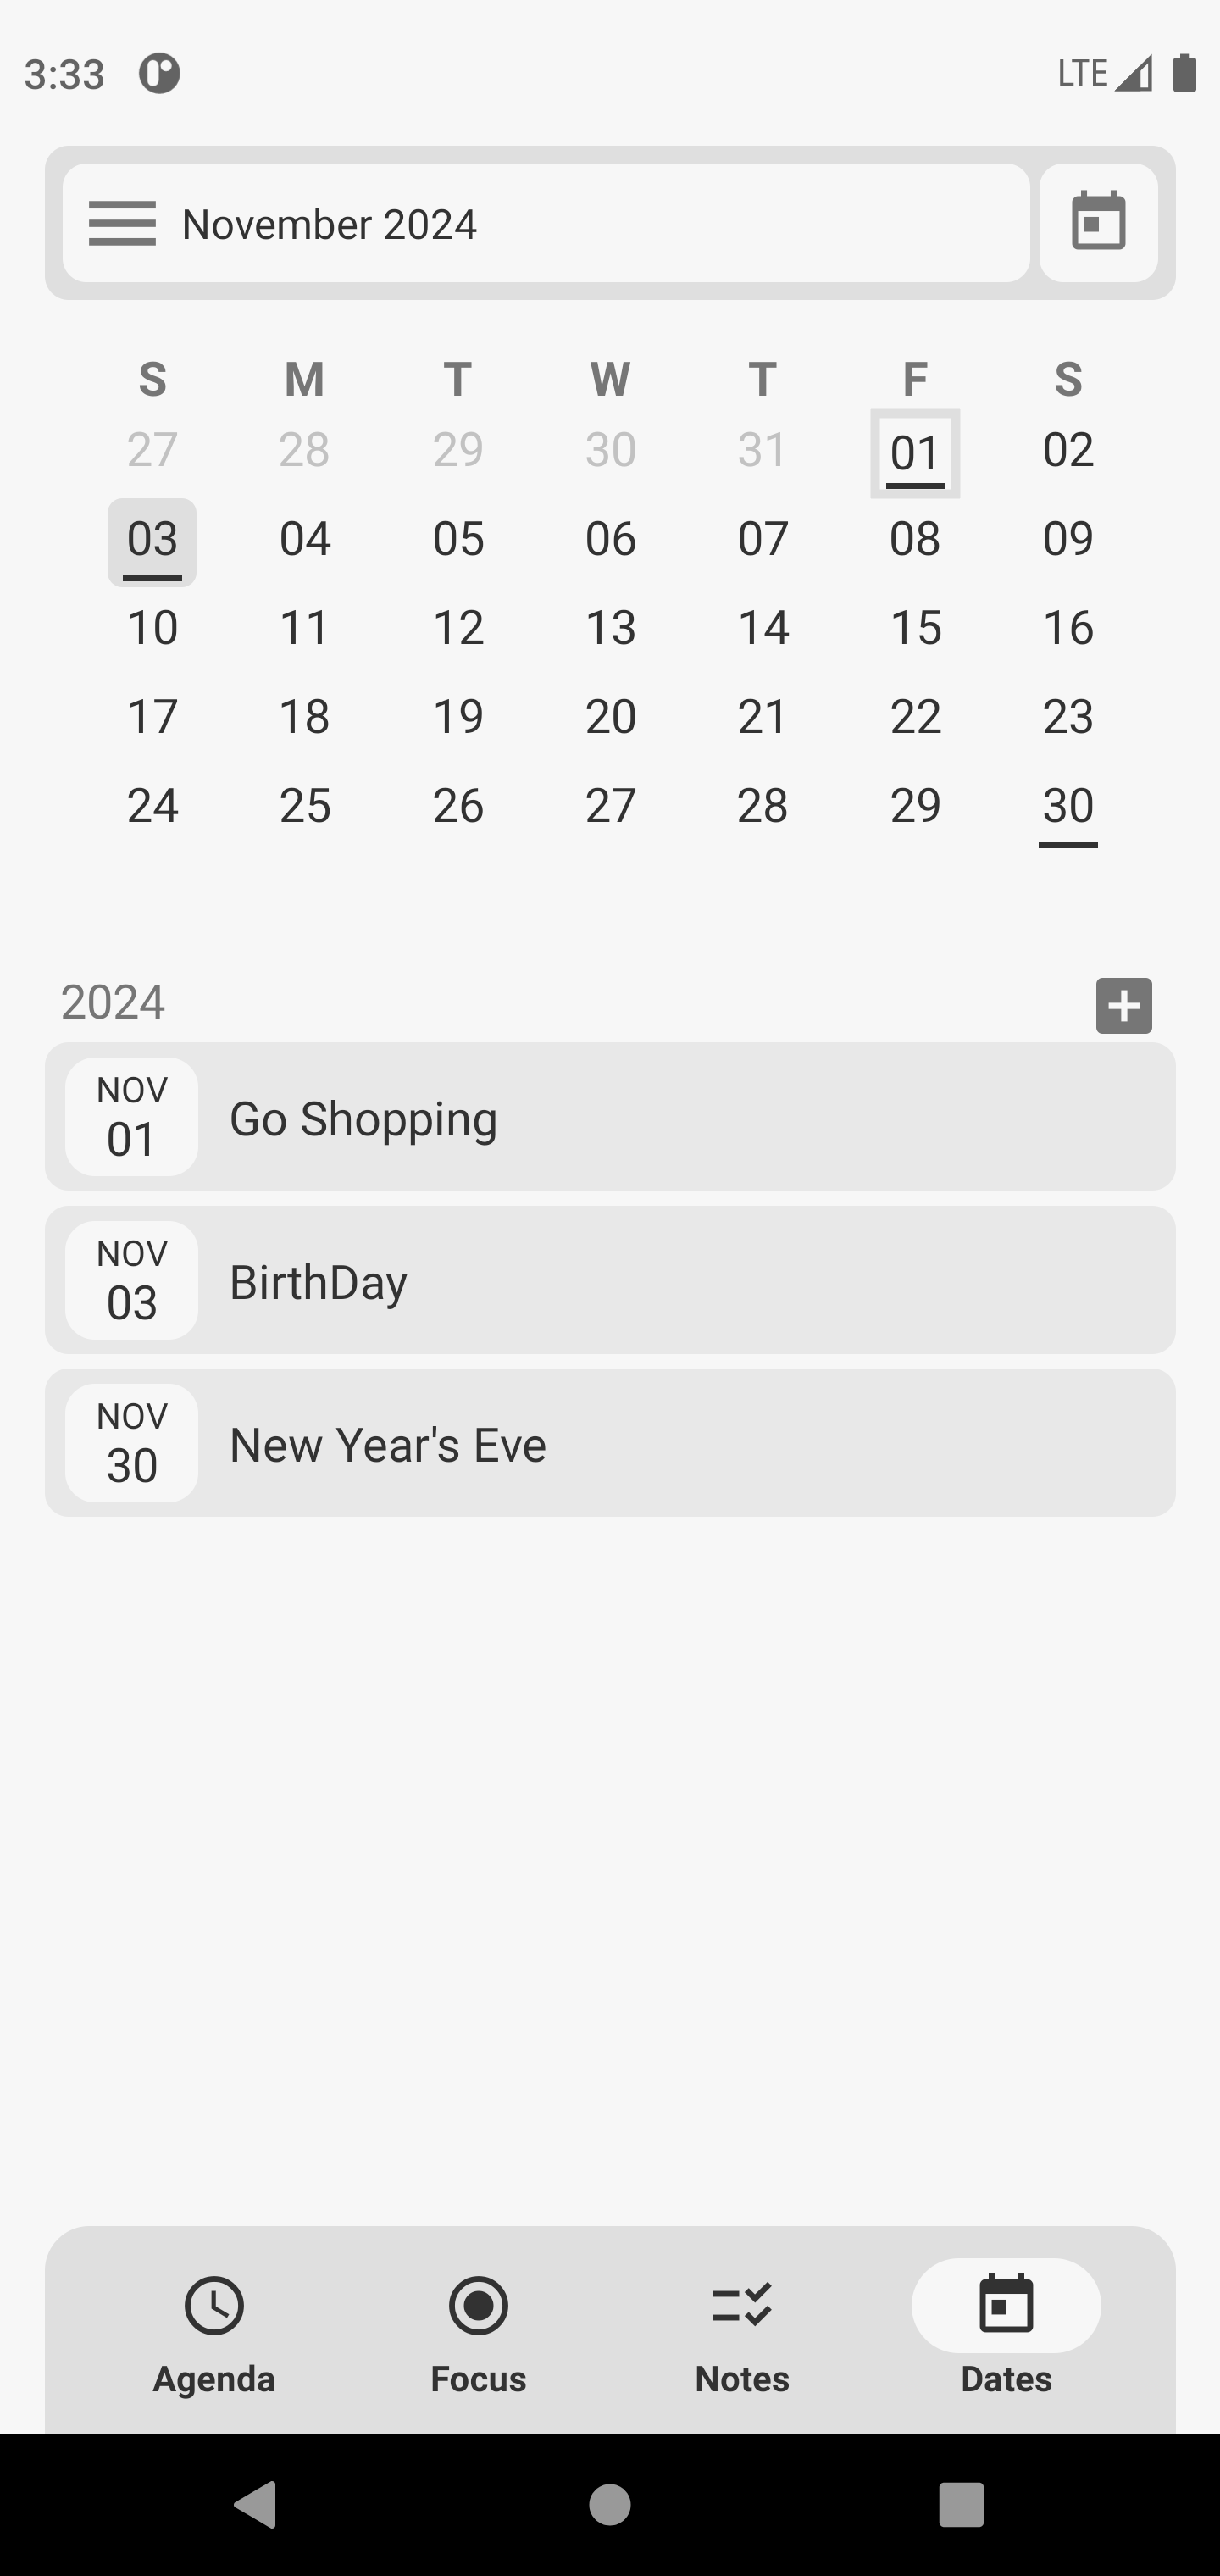 3:33
LTE
November 2024
S M T W T F S
27 28 29 30 31 01 02
03 04 05 06 07 08 09
10 11 12 13 14 15 16
17 18 19 20 21 22 23
24 25 26 27 28 29 30
2024
NOV
01
Go Shopping
NOV
03
BirthDay
NOV
30
New Year's Eve
Agenda Focus Notes Dates